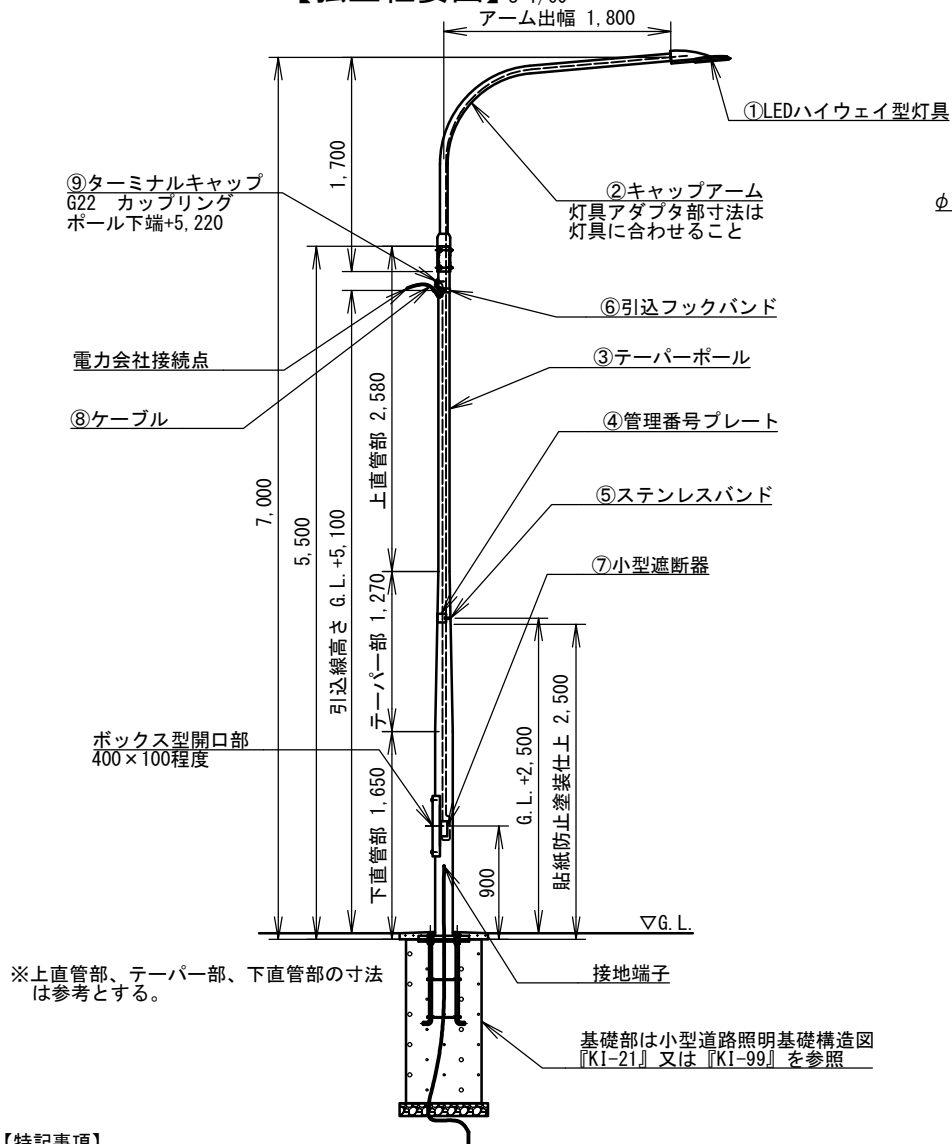 アーム出幅 1,800
①LEDハイウェイ型灯具
1,700
⑨ターミナルキャップ
G22 カップリング
ポール下端+5,220
②キャップアーム
灯具アダプタ部寸法は
灯具に合わせること
φ
⑥引込フックバンド
電力会社接続点
③テーパーポール
⑧ケーブル
上直管部 2,580
④管理番号プレート
⑤ステンレスバンド
7,000
5,500
引込線高さ G.L.+5,100
⑦小型遮断器
テーパー部 1,270
ボックス型開口部
400×100程度
下直管部 1,650
G.L.+2,500
貼紙防止塗装仕上 2,500
900
▽G.L.
※上直管部、テーパー部、下直管部の寸法
は参考とする。
接地端子
基礎部は小型道路照明基礎構造図
『KI-21』又は『KI-99』を参照
【特記事項】